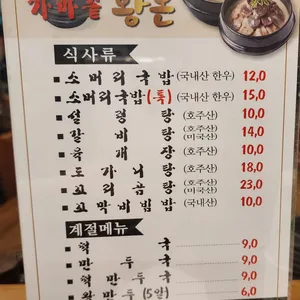 가마솥 황온
식사류
소머리국밥 (국내산 한우) 12,0
소머리국밥(특) (국내산 한우) 15,0
설렁탕 (호주산) 10,0
갈비탕 (호주산) (미국산) 14,0
육개장 (호주산) 10,0
도가니탕 (호주산) 18,0
꼬리곰탕 (호주산) (미국산) 23,0
꼬막비빔밥 (국내산) 10,0
계절메뉴
떡국 9,0
만두국 9,0
떡만두국 9,0
왕만두 (5알) 6,0